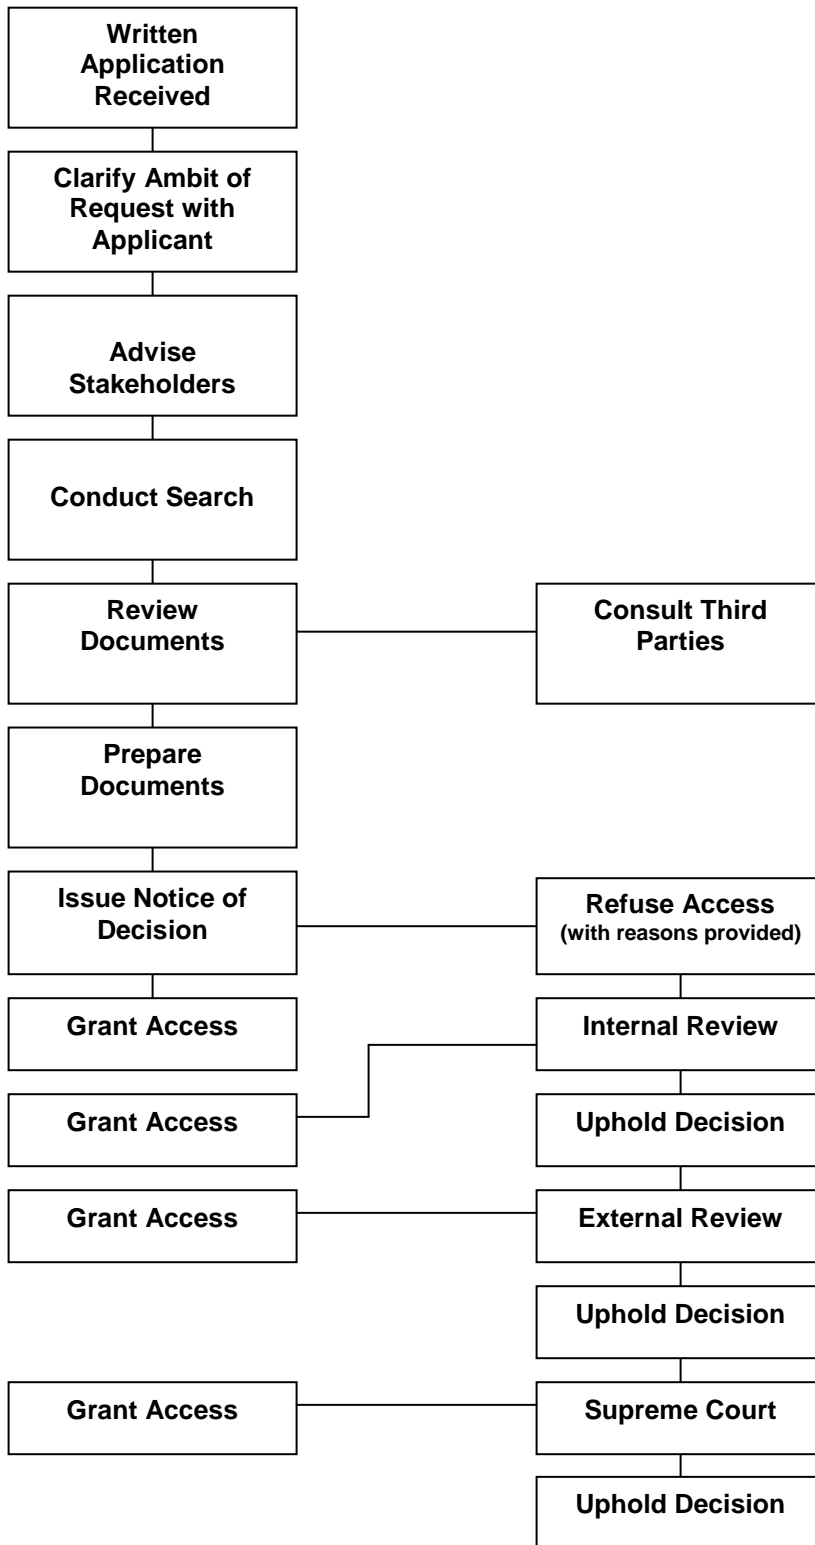 Written
Application
Received
Clarify Ambit of
Request with
Applicant
Advise
Stakeholders
Conduct Search
Review
Documents
Consult Third
Parties
Prepare
Documents
Issue Notice of
Decision
Refuse Access
(with reasons provided)
Grant Access
Internal Review
Grant Access
Uphold Decision
Grant Access
External Review
Uphold Decision
Grant Access
Supreme Court
Uphold Decision